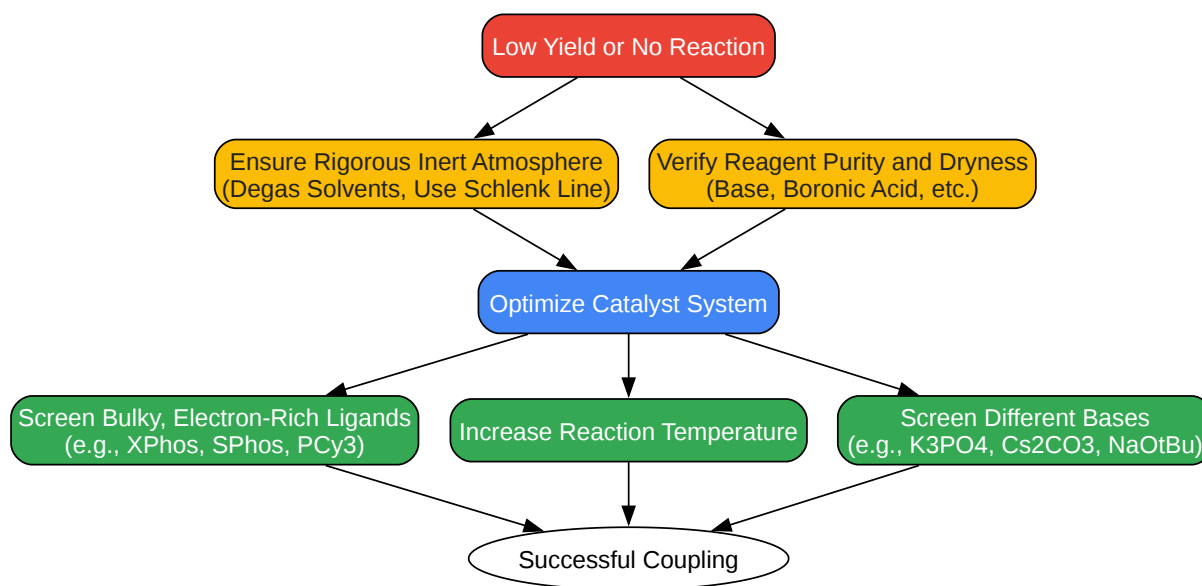 Low Yield or No Reaction
Ensure Rigorous Inert Atmosphere
(Degas Solvents, Use Schlenk Line)
Verify Reagent Purity and Dryness
(Base, Boronic Acid, etc.)
Optimize Catalyst System
Screen Bulky, Electron-Rich Ligands
(e.g., XPhos, SPhos, PCy3)
Increase Reaction Temperature
Screen Different Bases
(e.g., K3PO4, Cs2CO3, NaOtBu)
Successful Coupling